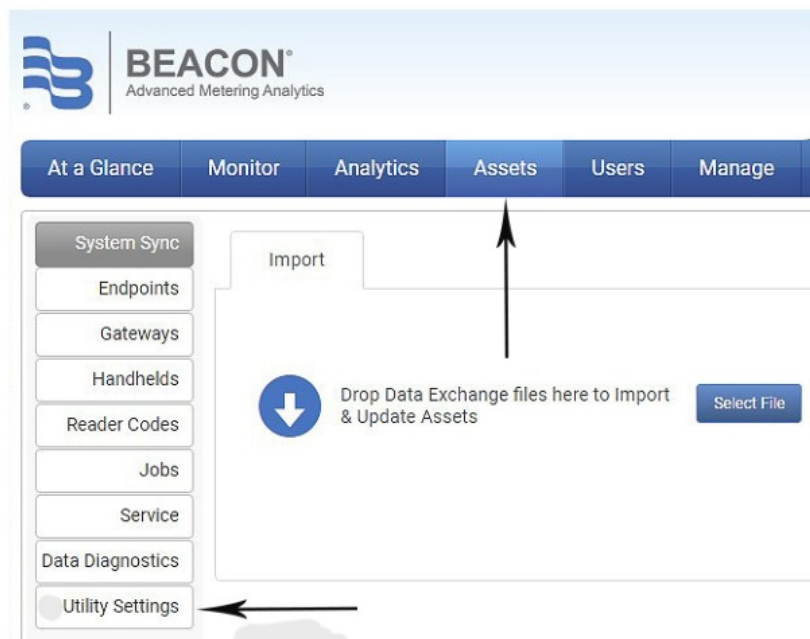 BEACON®
Advanced Metering Analytics
®
At a Glance Monitor Analytics Assets Users Manage
System Sync
Import
Endpoints
Gateways
Handhelds
Reader Codes
Jobs
Service
Data Diagnostics
Utility Settings
Drop Data Exchange files here to Import
& Update Assets
Select File